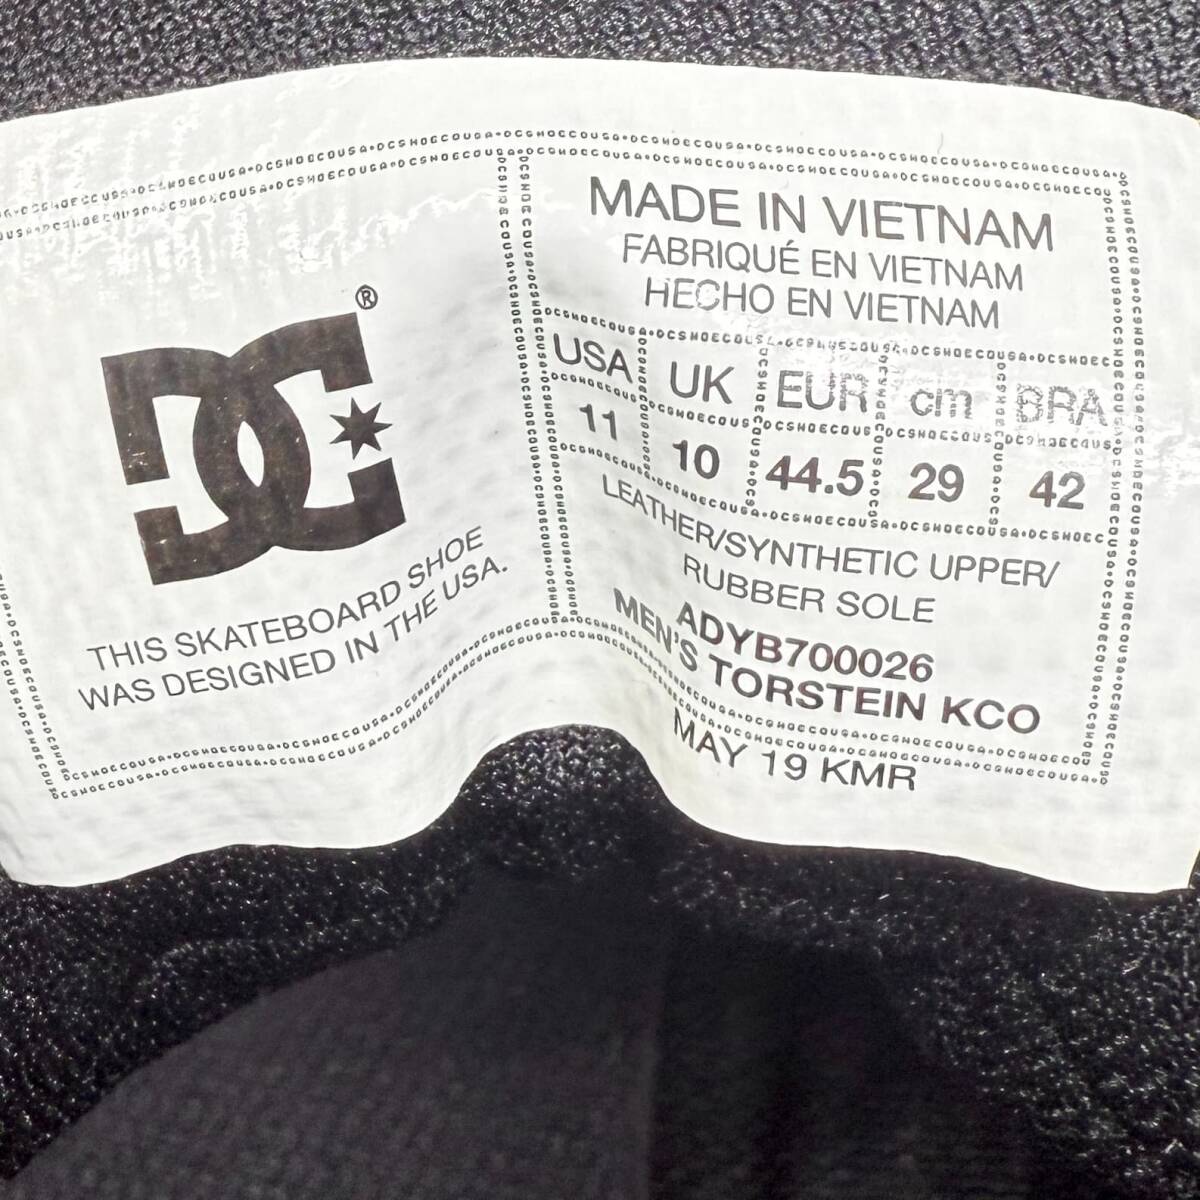 DC®
THIS SKATEBOARD SHOE
WAS DESIGNED IN THE USA.
MADE IN VIETNAM
FABRIQUÉ EN VIETNAM
HECHO EN VIETNAM
USA UK EUR cm BRA
11 10 44.5 29 42
LEATHER/SYNTHETIC UPPER/
RUBBER SOLE
ADYB700026
MEN'S TORSTEIN KCO
MAY 19 KMR